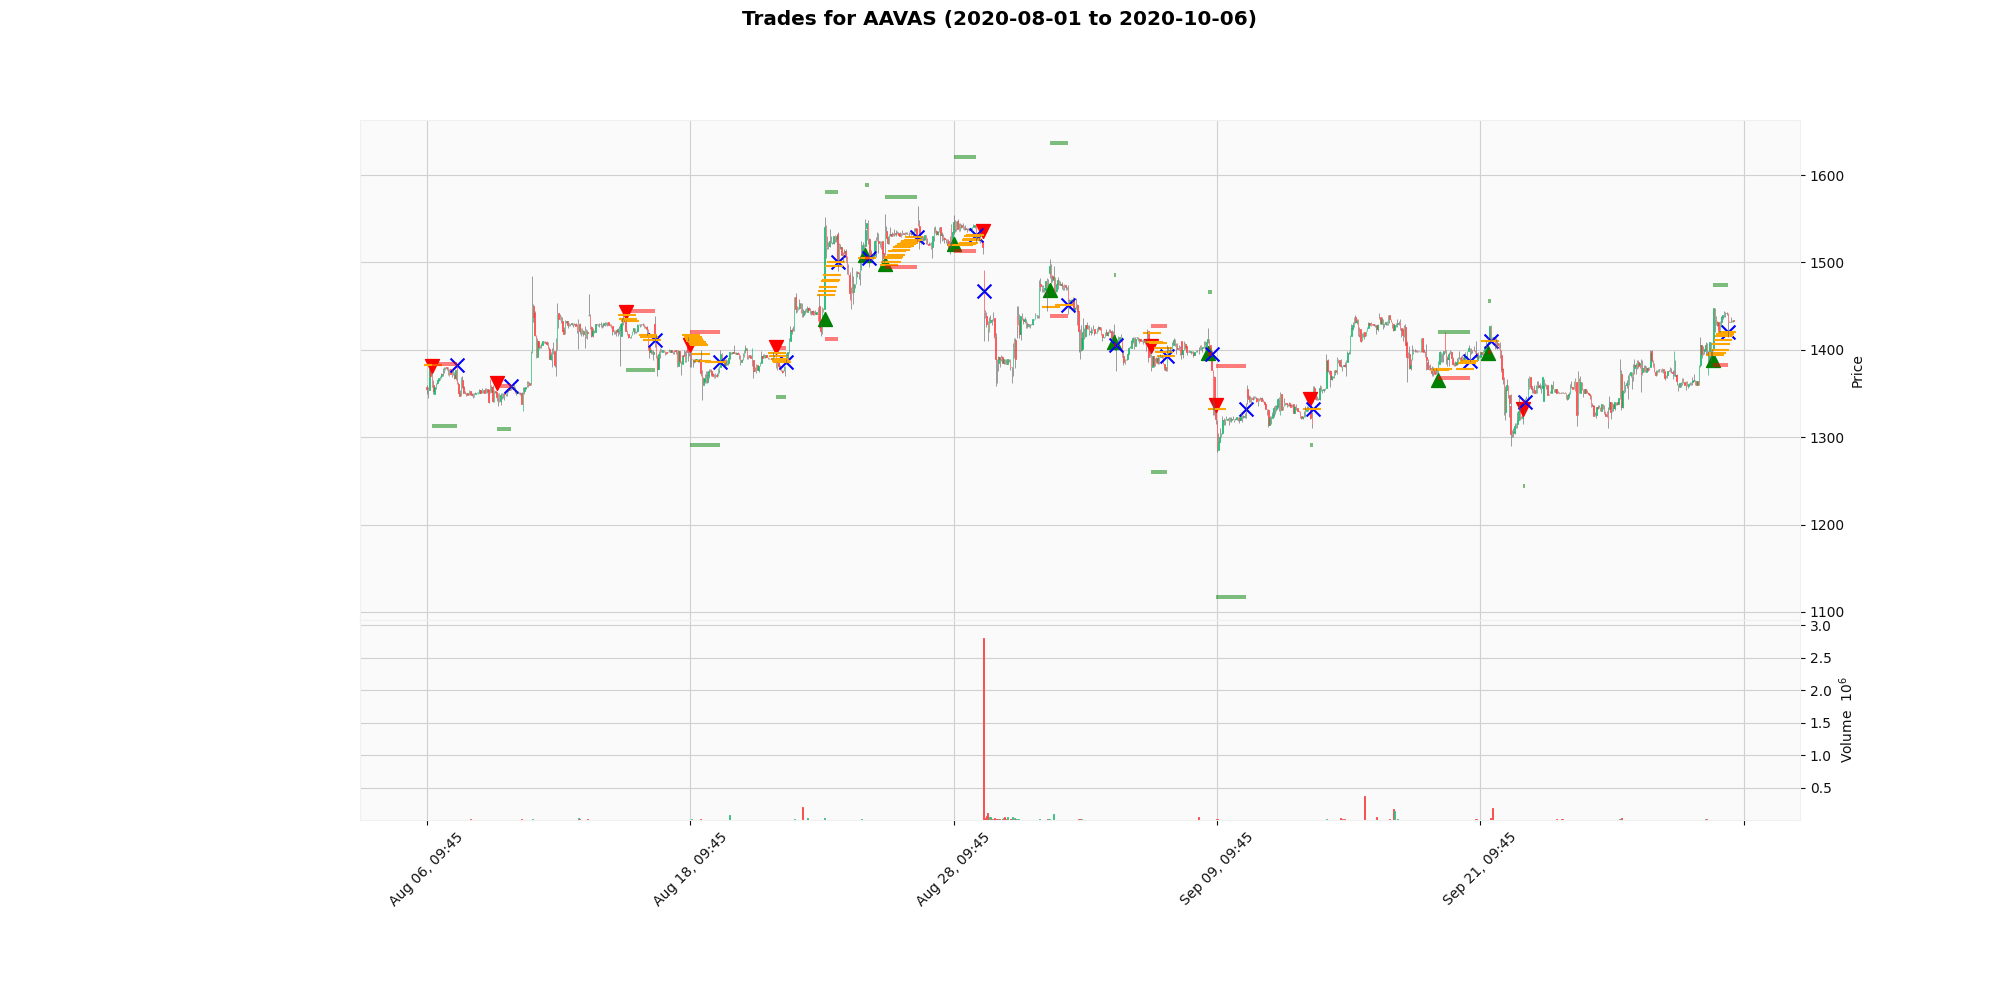 Trades for AAVAS (2020-08-01 to 2020-10-06)
1600
1500
1400
1300
1200
1100
Price
3.0
2.5
2.0
1.5
1.0
0.5
Volume 10⁶
Aug 06, 09:45
Aug 18, 09:45
Aug 28, 09:45
Sep 09, 09:45
Sep 21, 09:45